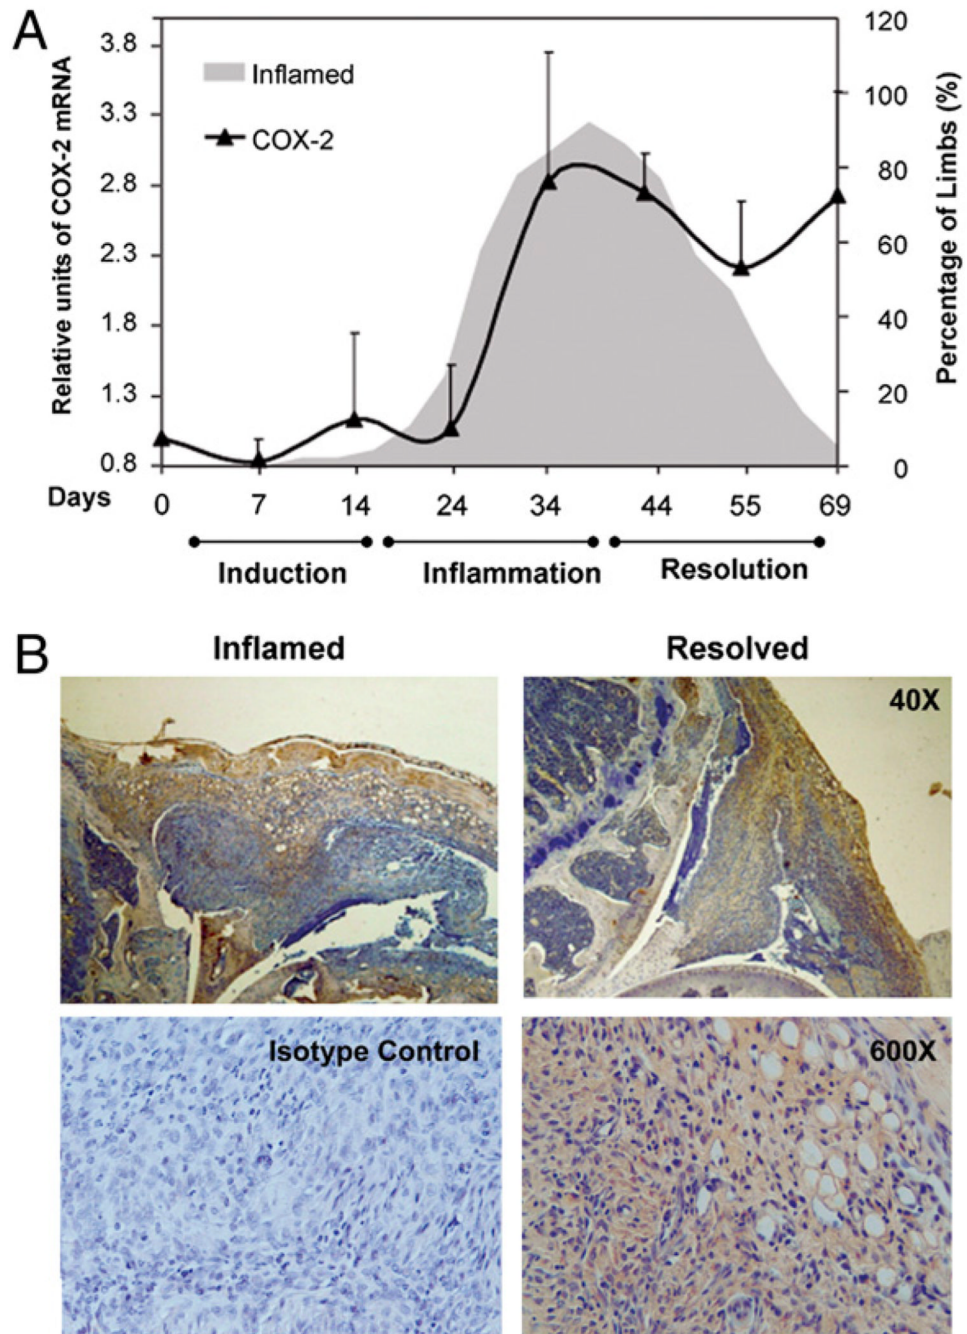 A
Relative units of COX-2 mRNA
3.8
3.3
2.8
2.3
1.8
1.3
0.8
Inflamed
COX-2
120
100
80
60
40
20
0
Percentage of Limbs (%)
Days 0 7 14 24 34 44 55 69
Induction Inflammation Resolution
B
Inflamed Resolved
40X
Isotype Control 600X